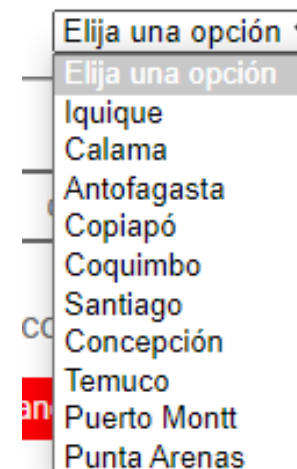 Elija una opción
Elija una opción
Iquique
Calama
Antofagasta
Copiapó
Coquimbo
Santiago
Concepción
Temuco
Puerto Montt
Punta Arenas